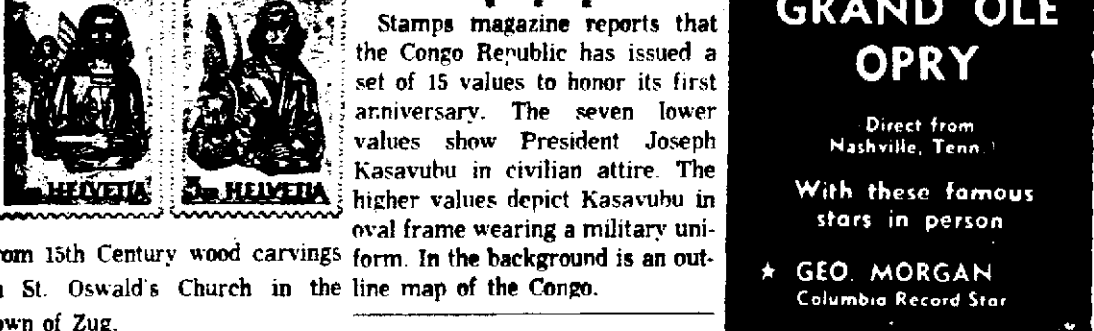 HELVETIA
HELVETIA
15th Century wood carvings
St. Oswald's Church in the
of Zug.
Stamps magazine reports that
the Congo Republic has issued a
set of 15 values to honor its first
anniversary. The seven lower
values show President Joseph
Kasavubu in civilian attire. The
higher values depict Kasavubu in
oval frame wearing a military uni-
form. In the background is an out-
line map of the Congo.
GRAND OLE
OPRY
Direct from
Nashville, Tenn.
With these famous
stars in person
★ GEO. MORGAN
Columbia Record Star